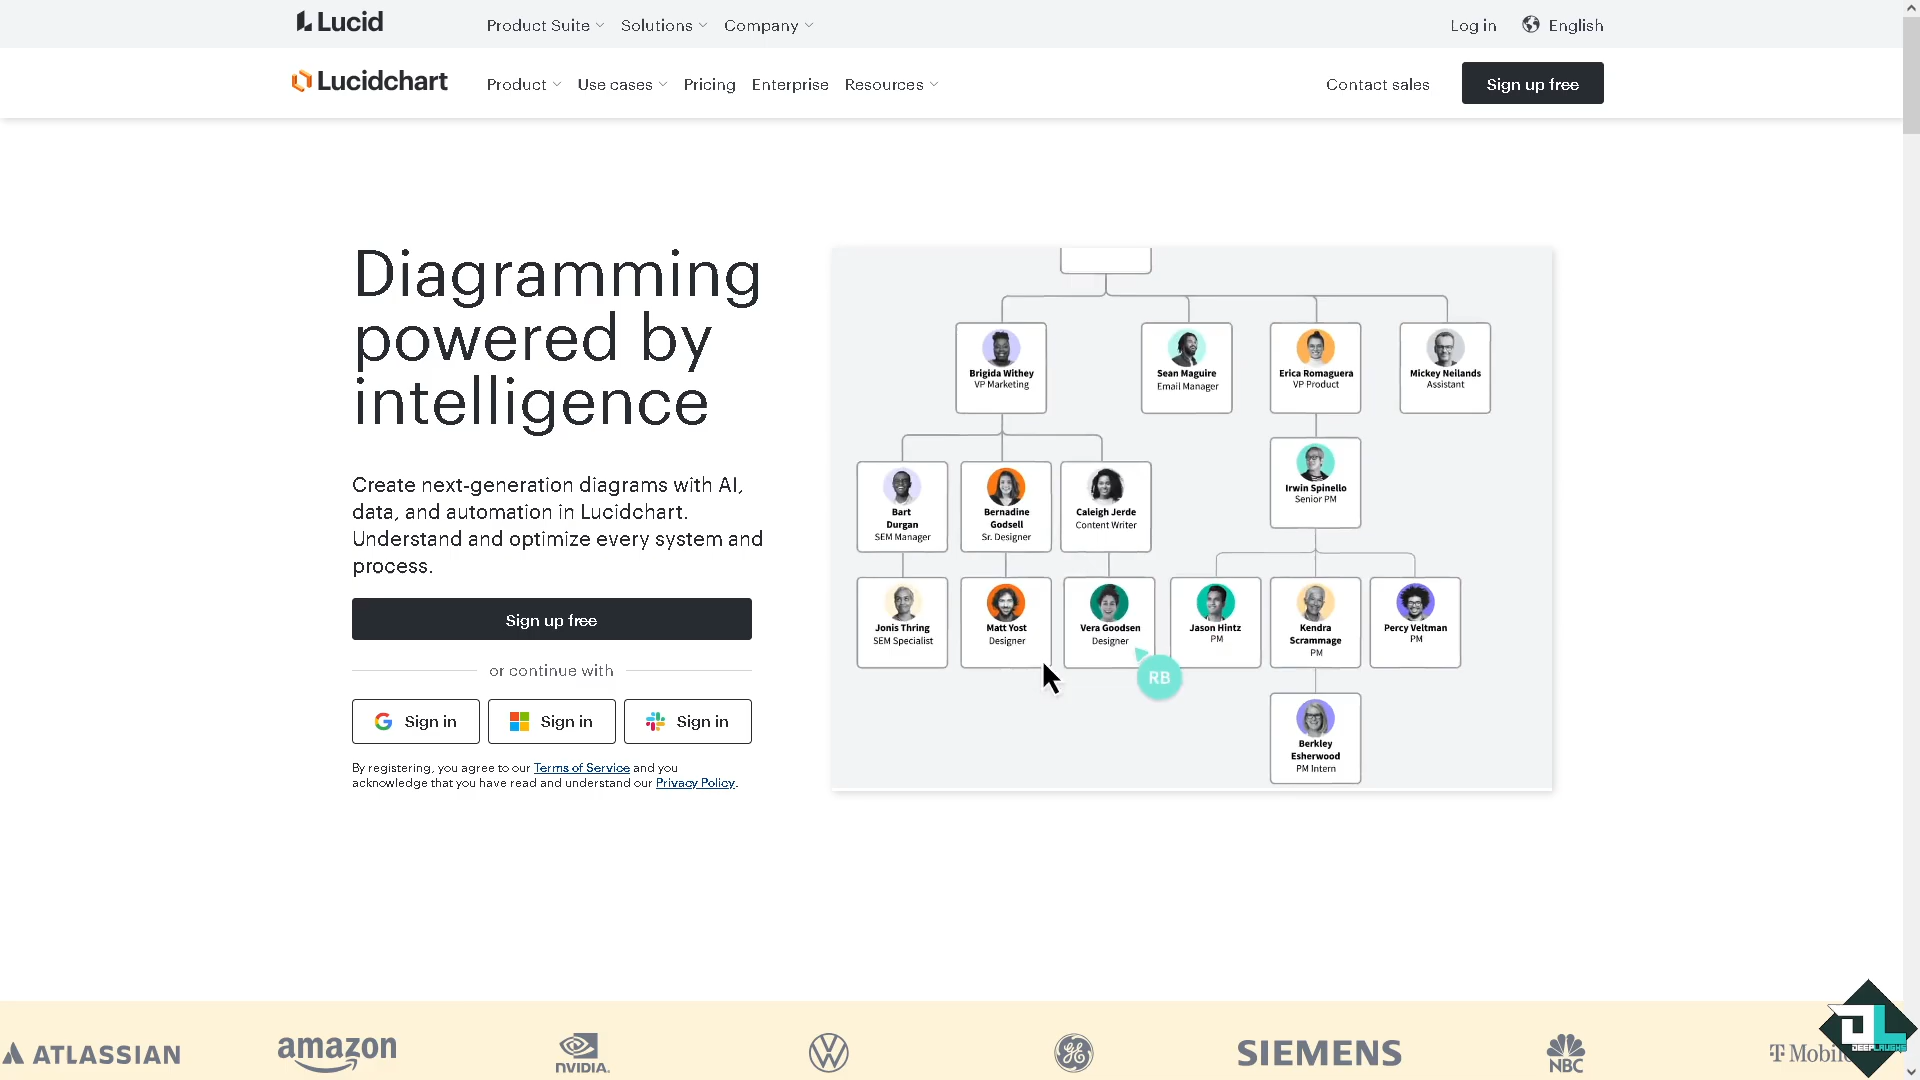 Lucid
Product Suite
Solutions
Company
Log in
English
Lucidchart
Product
Use cases
Pricing
Enterprise
Resources
Contact sales
Sign up free
Diagramming
powered by
intelligence
Create next-generation diagrams with AI,
data, and automation in Lucidchart.
Understand and optimize every system and
process.
Sign up free
or continue with
Sign in
Sign in
Sign in
By registering, you agree to our Terms of Service and you
acknowledge that you have read and understand our Privacy Policy.
Brigida Withey
VP Marketing
Sean Maguire
Email Manager
Erica Romaguera
VP Product
Mickey Neilands
Assistant
Bart
Durgan
SEM Manager
Bernadine
Godsell
Sr. Designer
Caleigh Jerde
Content Writer
Irwin Spinello
Senior PM
Jonis Thring
SEM Specialist
Matt Yost
Designer
Vera Goodsen
Designer
Jason Hintz
PM
Kendra
Scrammage
PM
Percy Veltman
PM
RB
Berkley
Esherwood
PM Intern
ATLASSIAN
amazon
NVIDIA.
VW
GE
SIEMENS
NBC
T Mobile
DL
DEEPLAUGHS